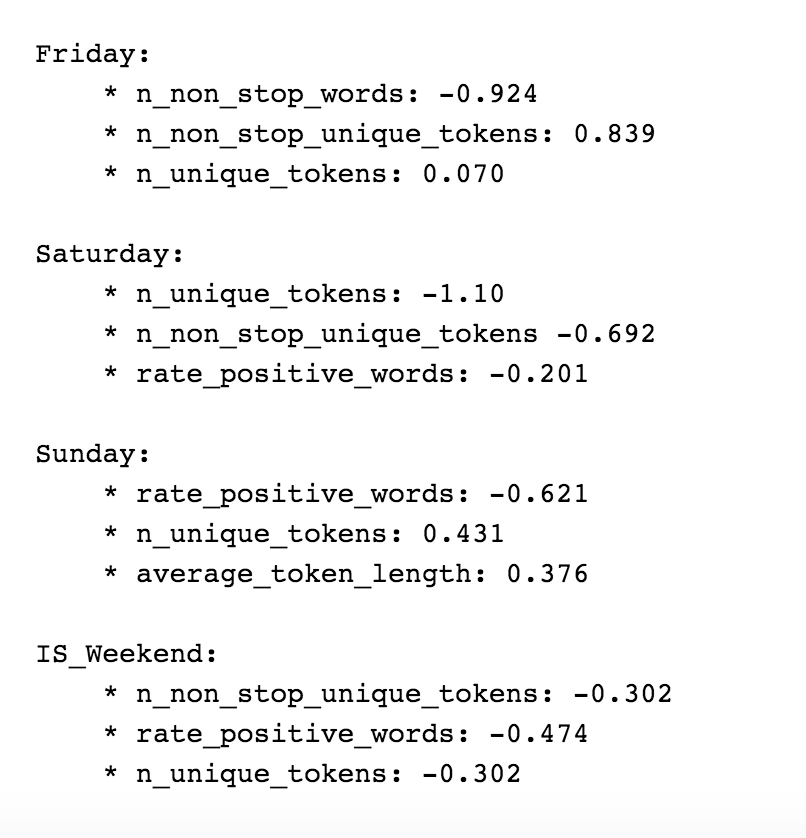 Friday:
* n_non_stop_words: -0.924
* n_non_stop_unique_tokens: 0.839
* n_unique_tokens: 0.070
Saturday:
* n_unique_tokens: -1.10
* n_non_stop_unique_tokens -0.692
* rate_positive_words: -0.201
Sunday:
* rate_positive_words: -0.621
* n_unique_tokens: 0.431
* average_token_length: 0.376
IS_Weekend:
* n_non_stop_unique_tokens: -0.302
* rate_positive_words: -0.474
* n_unique_tokens: -0.302